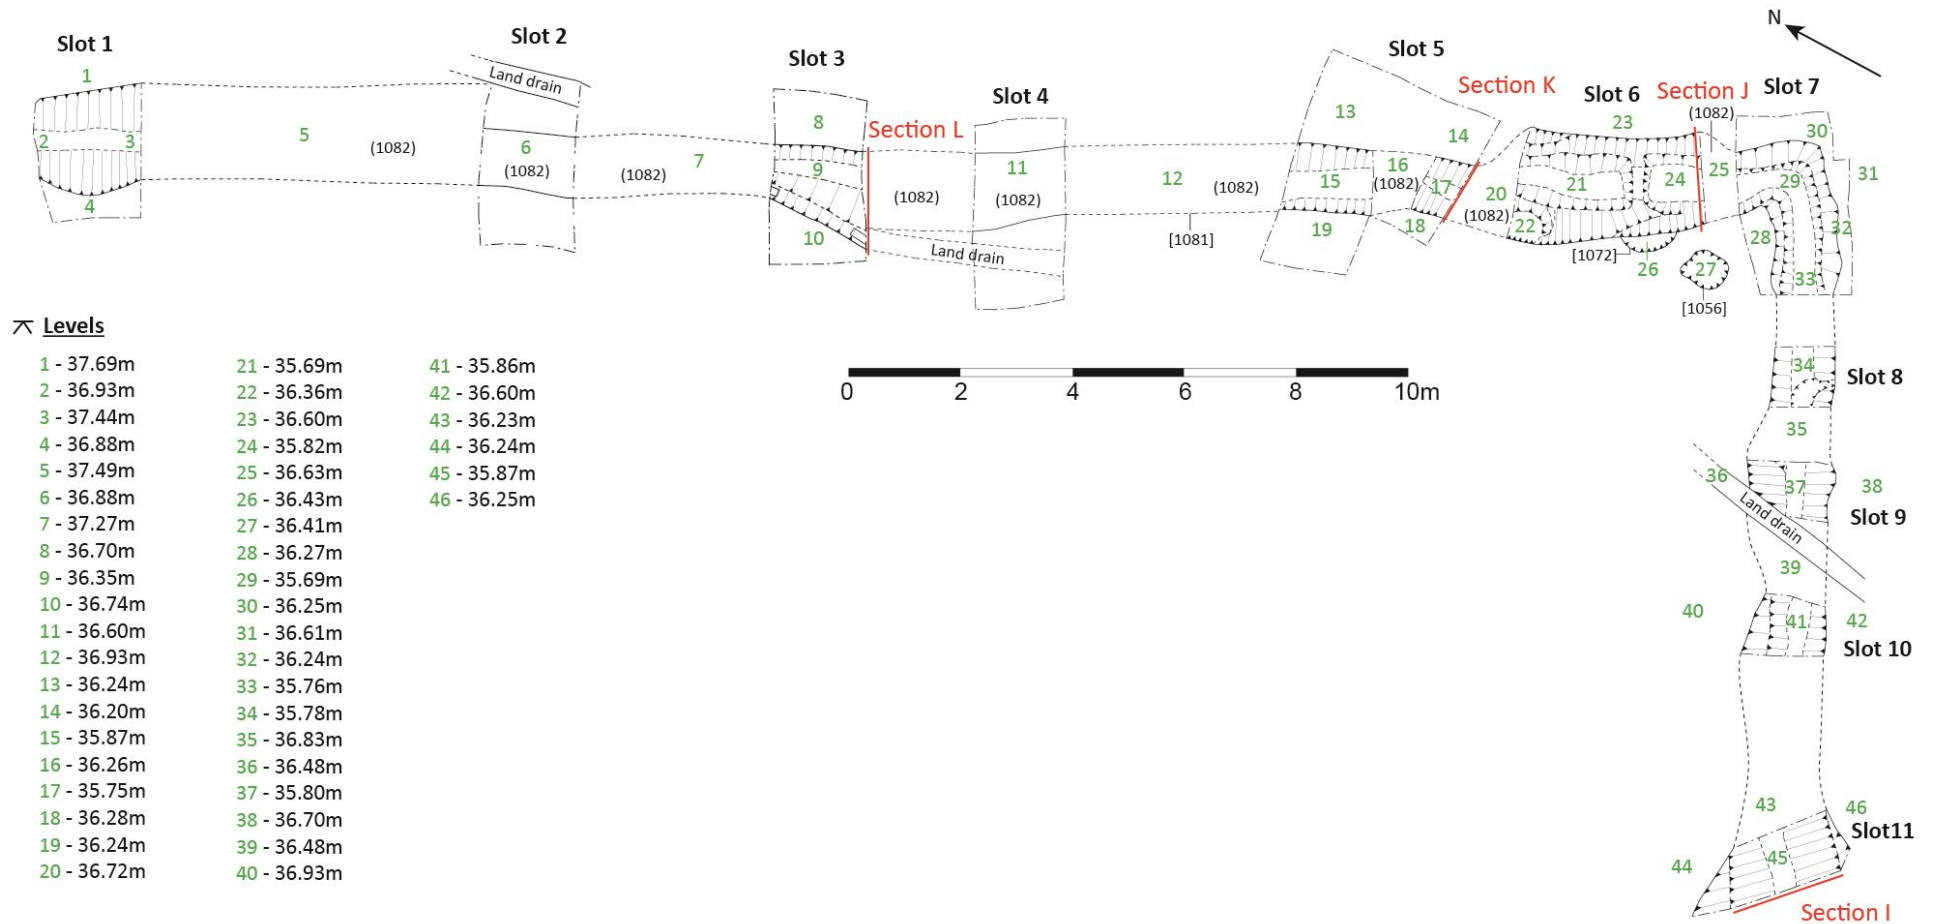 N
Slot 1
Slot 2
Slot 3
Slot 4
Slot 5
Section K
Slot 6
Section J
Slot 7
1
2
3
4
5
(1082)
Land drain
6
(1082)
7
(1082)
8
9
10
Section L
(1082)
Land drain
11
(1082)
12
(1082)
[1081]
13
14
15
16
(1082)
17
18
19
20
(1082)
21
22
23
24
(1082)
25
[1072]
26
27
[1056]
28
29
30
31
32
33
34
Slot 8
35
36
37
38
Slot 9
Land drain
39
40
41
42
Slot 10
43
44
45
46
Slot11
Section I
0 2 4 6 8 10m
Levels
1 - 37.69m
2 - 36.93m
3 - 37.44m
4 - 36.88m
5 - 37.49m
6 - 36.88m
7 - 37.27m
8 - 36.70m
9 - 36.35m
10 - 36.74m
11 - 36.60m
12 - 36.93m
13 - 36.24m
14 - 36.20m
15 - 35.87m
16 - 36.26m
17 - 35.75m
18 - 36.28m
19 - 36.24m
20 - 36.72m
21 - 35.69m
22 - 36.36m
23 - 36.60m
24 - 35.82m
25 - 36.63m
26 - 36.43m
27 - 36.41m
28 - 36.27m
29 - 35.69m
30 - 36.25m
31 - 36.61m
32 - 36.24m
33 - 35.76m
34 - 35.78m
35 - 36.83m
36 - 36.48m
37 - 35.80m
38 - 36.70m
39 - 36.48m
40 - 36.93m
41 - 35.86m
42 - 36.60m
43 - 36.23m
44 - 36.24m
45 - 35.87m
46 - 36.25m